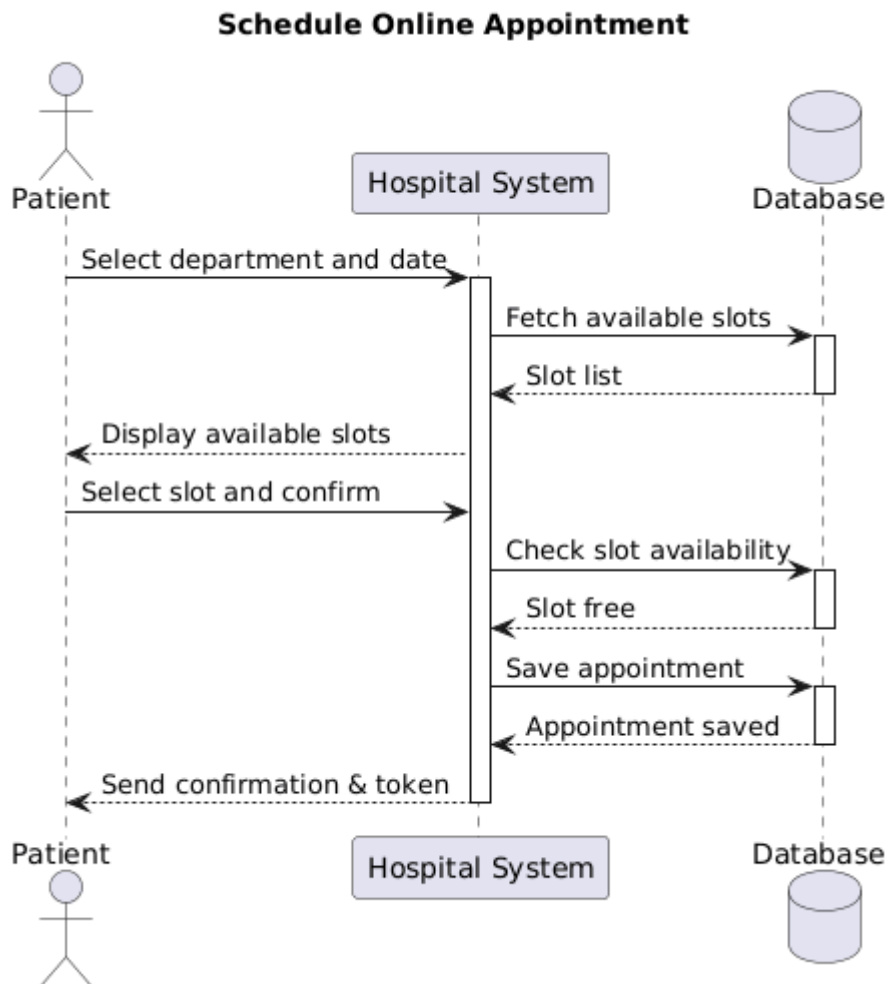 Schedule Online Appointment
Patient
Hospital System
Database
Select department and date
Fetch available slots
Slot list
Display available slots
Select slot and confirm
Check slot availability
Slot free
Save appointment
Appointment saved
Send confirmation & token
Patient
Hospital System
Database